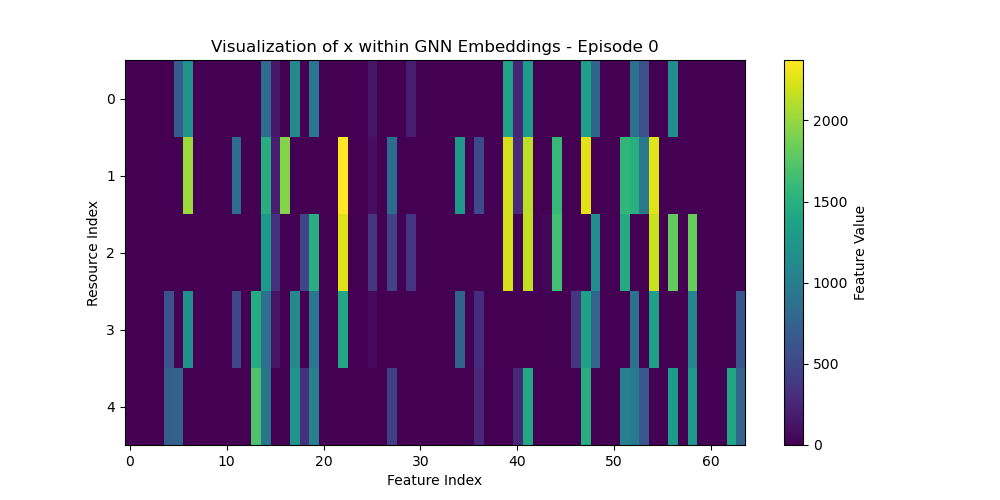 Visualization of x within GNN Embeddings - Episode 0
Resource Index
0
1
2
3
4
0 10 20 30 40 50 60
Feature Index
2000
1500
1000
500
0
Feature Value